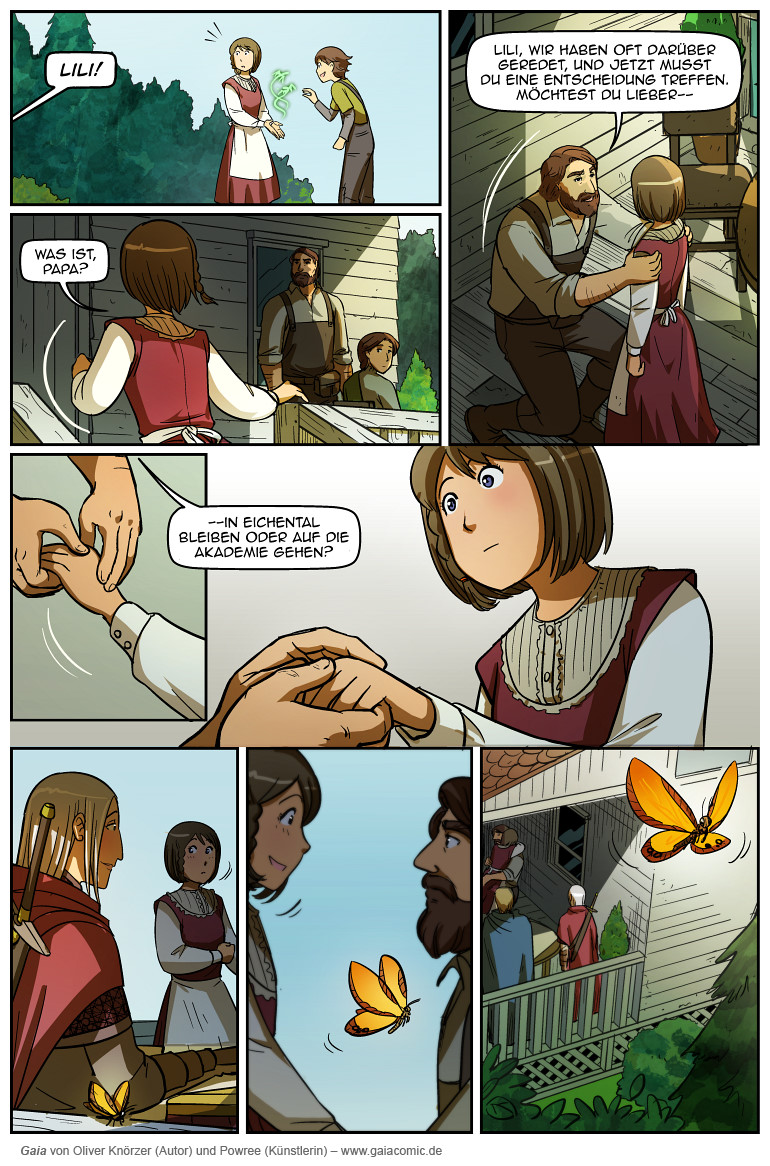 LILI!
WAS IST,
PAPA?
LILI, WIR HABEN OFT DARÜBER
GEREDET, UND JETZT MUSST
DU EINE ENTSCHEIDUNG TREFFEN.
MÖCHTEST DU LIEBER--
--IN EICHENTAL
BLEIBEN ODER AUF DIE
AKADEMIE GEHEN?
Gaia von Oliver Knörzer (Autor) und Powree (Künstlerin) – www.gaiacomic.de